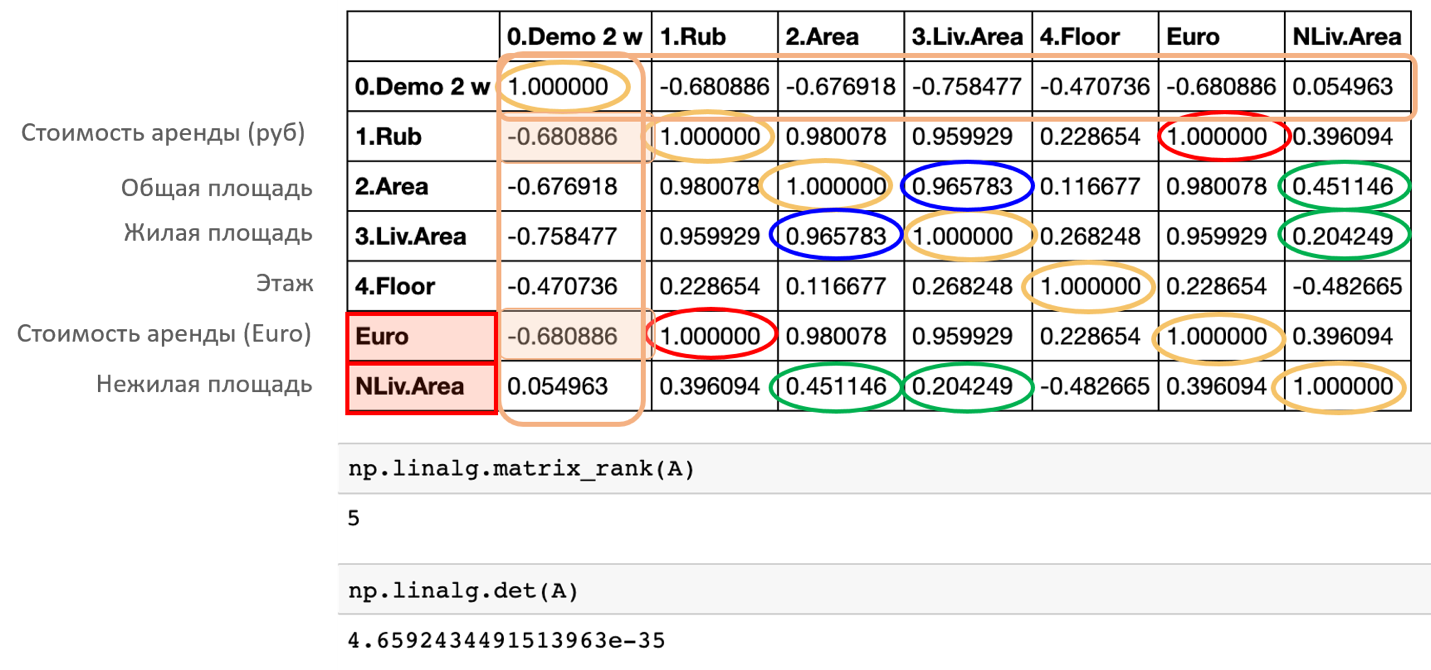 0.Demo 2 w 1.Rub 2.Area 3.Liv.Area 4.Floor Euro NLiv.Area
0.Demo 2 w 1.000000 -0.680886 -0.676918 -0.758477 -0.470736 -0.680886 0.054963
Стоимость аренды (руб) 1.Rub -0.680886 1.000000 0.980078 0.959929 0.228654 1.000000 0.396094
Общая площадь 2.Area -0.676918 0.980078 1.000000 0.965783 0.116677 0.980078 0.451146
Жилая площадь 3.Liv.Area -0.758477 0.959929 0.965783 1.000000 0.268248 0.959929 0.204249
Этаж 4.Floor -0.470736 0.228654 0.116677 0.268248 1.000000 0.228654 -0.482665
Стоимость аренды (Euro) Euro -0.680886 1.000000 0.980078 0.959929 0.228654 1.000000 0.396094
Нежилая площадь NLiv.Area 0.054963 0.396094 0.451146 0.204249 -0.482665 0.396094 1.000000
np.linalg.matrix_rank(A)
5
np.linalg.det(A)
4.6592434491513963e-35